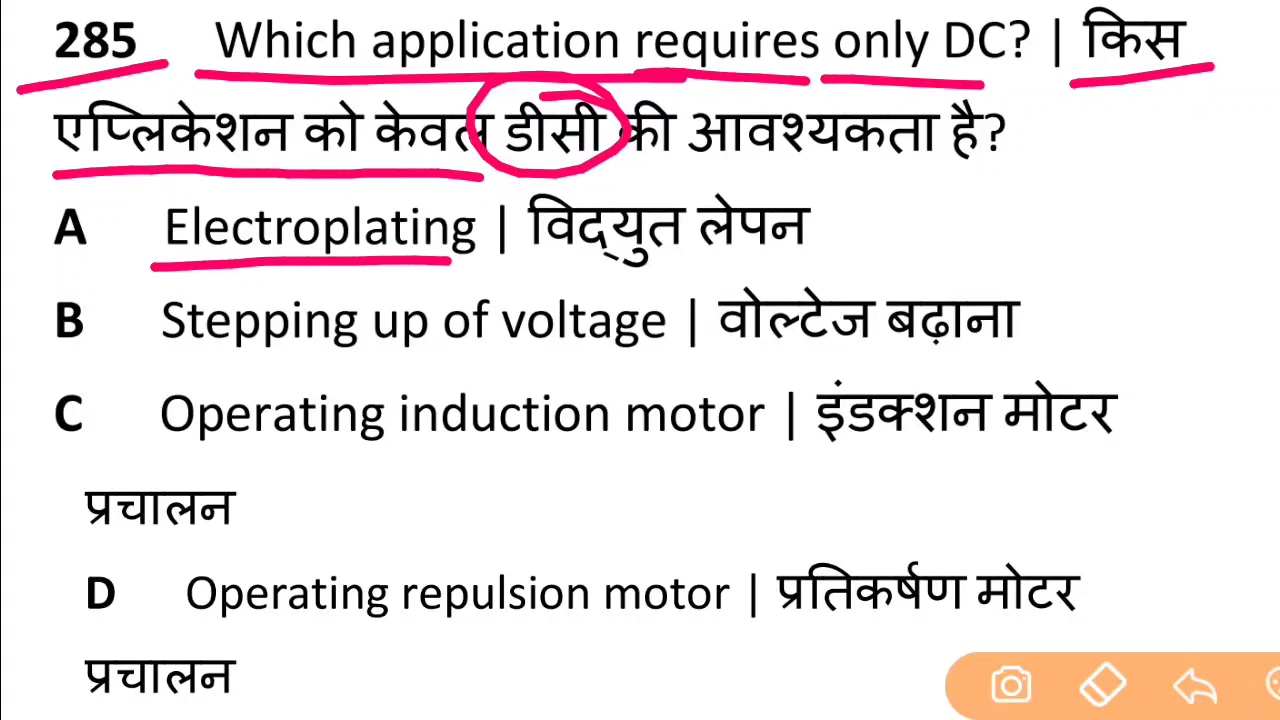 285 Which application requires only DC? | किस
एप्लिकेशन को केवल डीसी की आवश्यकता है?
A Electroplating | विद्युत लेपन
B Stepping up of voltage | वोल्टेज बढ़ाना
C Operating induction motor | इंडक्शन मोटर
प्रचालन
D Operating repulsion motor | प्रतिकर्षण मोटर
प्रचालन